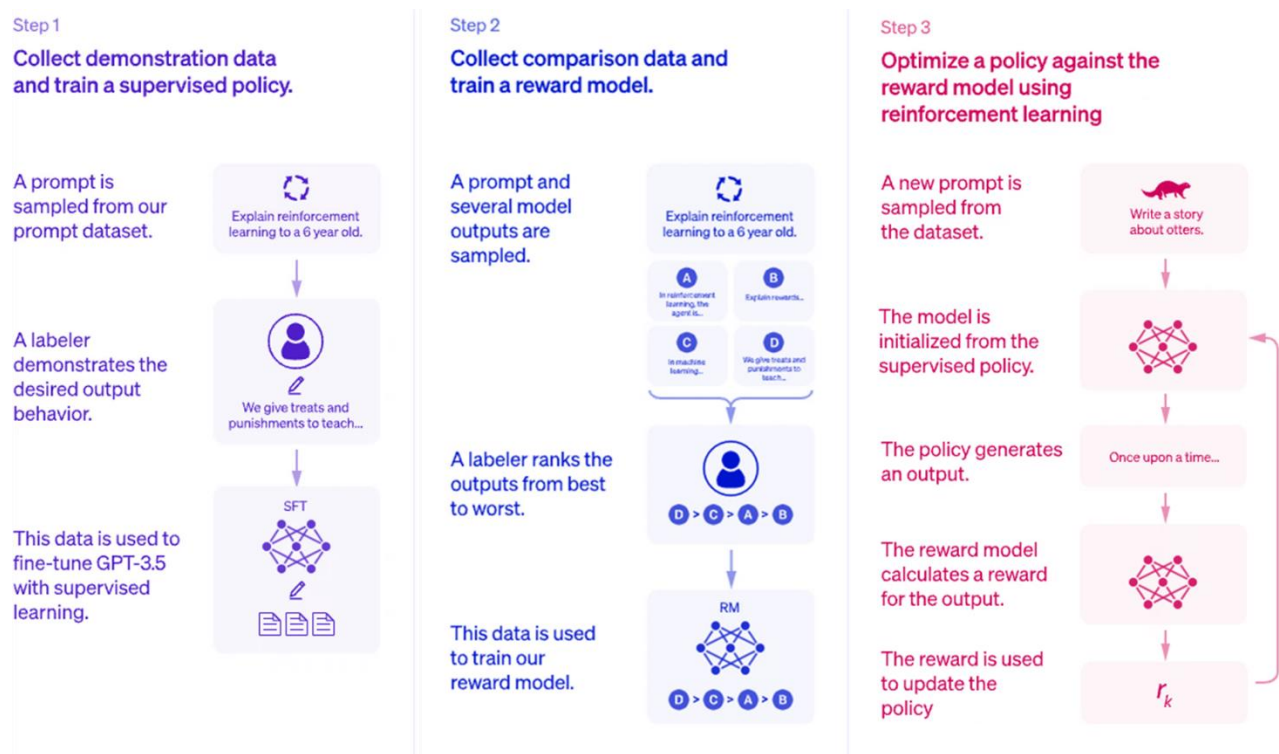 Step 1
Collect demonstration data
and train a supervised policy.
A prompt is
sampled from our
prompt dataset.
Explain reinforcement
learning to a 6 year old.
A labeler
demonstrates the
desired output
behavior.
We give treats and
punishments to teach...
This data is used to
fine-tune GPT-3.5
with supervised
learning.
SFT
Step 2
Collect comparison data and
train a reward model.
A prompt and
several model
outputs are
sampled.
Explain reinforcement
learning to a 6 year old.
A
In reinforcement
learning, the
agent is...
B
Explain rewards...
C
In machine
learning...
D
We give treats and
punishments to
teach...
A labeler ranks the
outputs from best
to worst.
D > C > A > B
This data is used
to train our
reward model.
RM
D > C > A > B
Step 3
Optimize a policy against the
reward model using
reinforcement learning
A new prompt is
sampled from
the dataset.
Write a story
about otters.
The model is
initialized from the
supervised policy.
The policy generates
an output.
Once upon a time...
The reward model
calculates a reward
for the output.
The reward is used
to update the
policy
r_k